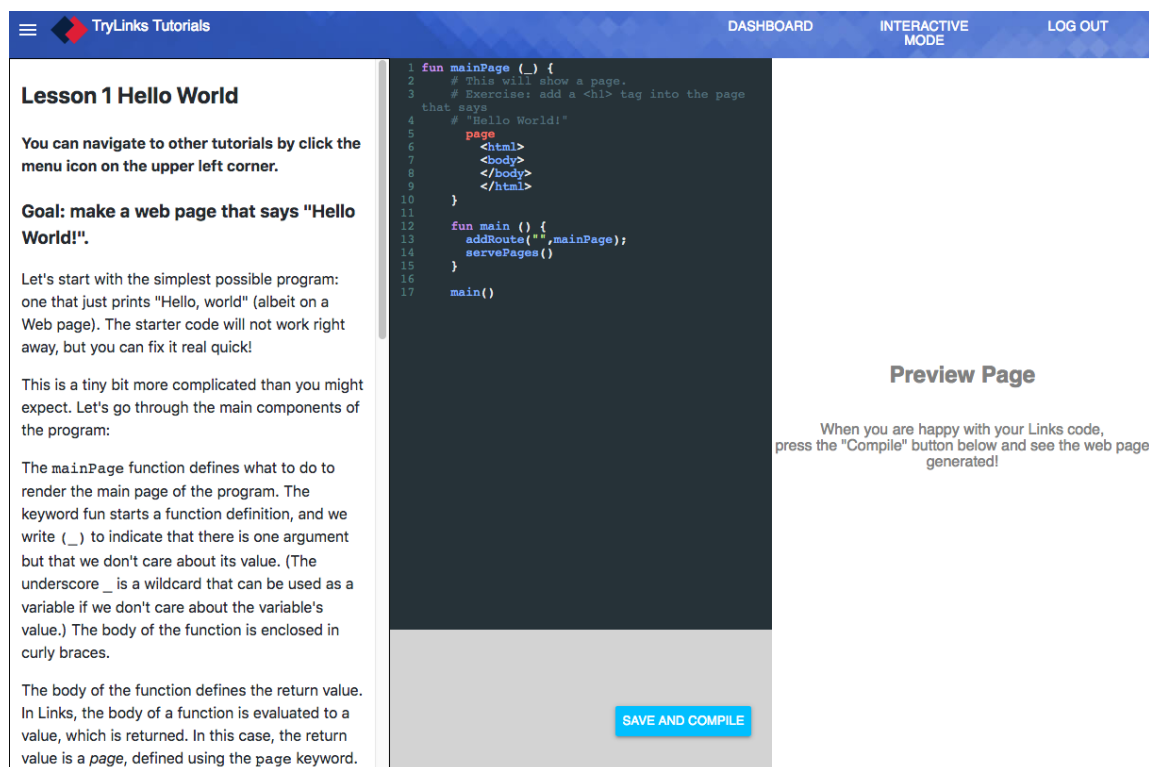 TryLinks Tutorials
DASHBOARD
INTERACTIVE
MODE
LOG OUT
Lesson 1 Hello World
You can navigate to other tutorials by click the
menu icon on the upper left corner.
Goal: make a web page that says "Hello
World!".
Let's start with the simplest possible program:
one that just prints "Hello, world" (albeit on a
Web page). The starter code will not work right
away, but you can fix it real quick!
This is a tiny bit more complicated than you might
expect. Let's go through the main components of
the program:
The mainPage function defines what to do to
render the main page of the program. The
keyword fun starts a function definition, and we
write (_) to indicate that there is one argument
but that we don't care about its value. (The
underscore _ is a wildcard that can be used as a
variable if we don't care about the variable's
value.) The body of the function is enclosed in
curly braces.
The body of the function defines the return value.
In Links, the body of a function is evaluated to a
value, which is returned. In this case, the return
value is a page, defined using the page keyword.
1 fun mainPage (_) {
2 # This will show a page.
3 # Exercise: add a <h1> tag into the page
that says
4 # "Hello World!"
5 page
6 <html>
7 <body>
8 </body>
9 </html>
10 }
11
12 fun main () {
13 addRoute("",mainPage);
14 servePages()
15 }
16
17 main()
SAVE AND COMPILE
Preview Page
When you are happy with your Links code,
press the "Compile" button below and see the web page
generated!